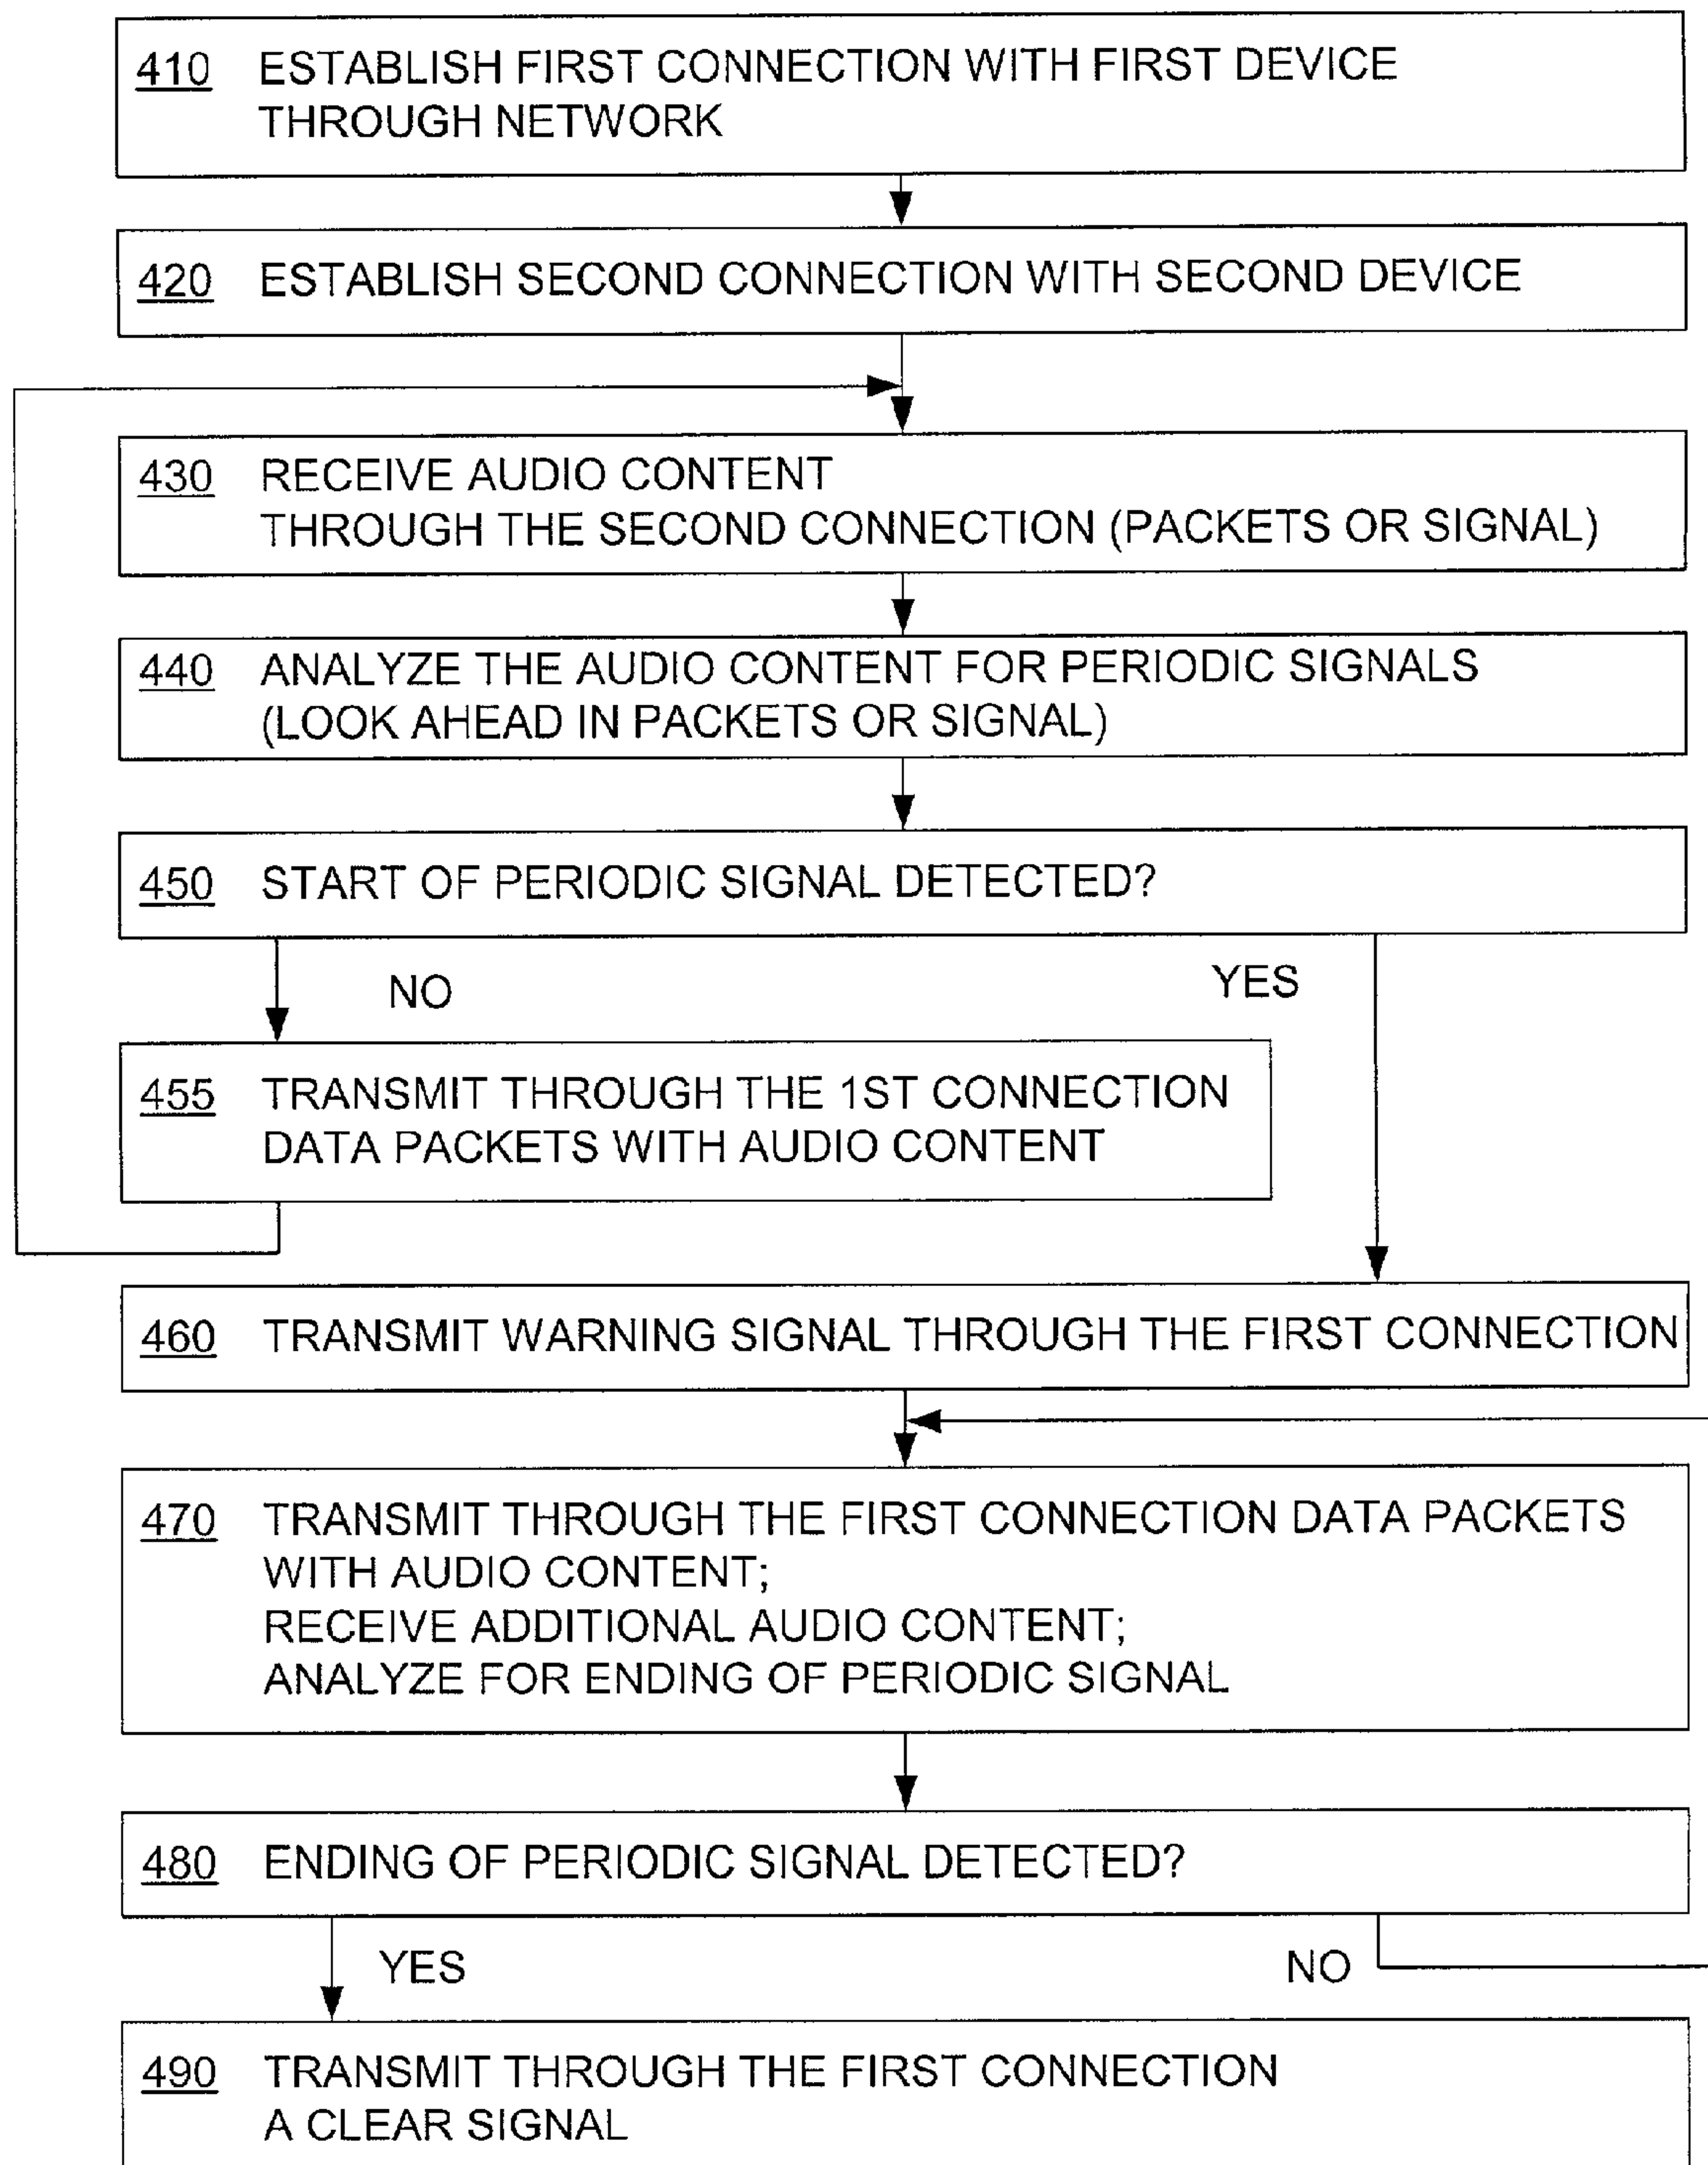 410 ESTABLISH FIRST CONNECTION WITH FIRST DEVICE
THROUGH NETWORK
420 ESTABLISH SECOND CONNECTION WITH SECOND DEVICE
430 RECEIVE AUDIO CONTENT
THROUGH THE SECOND CONNECTION (PACKETS OR SIGNAL)
440 ANALYZE THE AUDIO CONTENT FOR PERIODIC SIGNALS
(LOOK AHEAD IN PACKETS OR SIGNAL)
450 START OF PERIODIC SIGNAL DETECTED?
NO
YES
455 TRANSMIT THROUGH THE 1ST CONNECTION
DATA PACKETS WITH AUDIO CONTENT
460 TRANSMIT WARNING SIGNAL THROUGH THE FIRST CONNECTION
470 TRANSMIT THROUGH THE FIRST CONNECTION DATA PACKETS
WITH AUDIO CONTENT;
RECEIVE ADDITIONAL AUDIO CONTENT;
ANALYZE FOR ENDING OF PERIODIC SIGNAL
480 ENDING OF PERIODIC SIGNAL DETECTED?
YES
NO
490 TRANSMIT THROUGH THE FIRST CONNECTION
A CLEAR SIGNAL